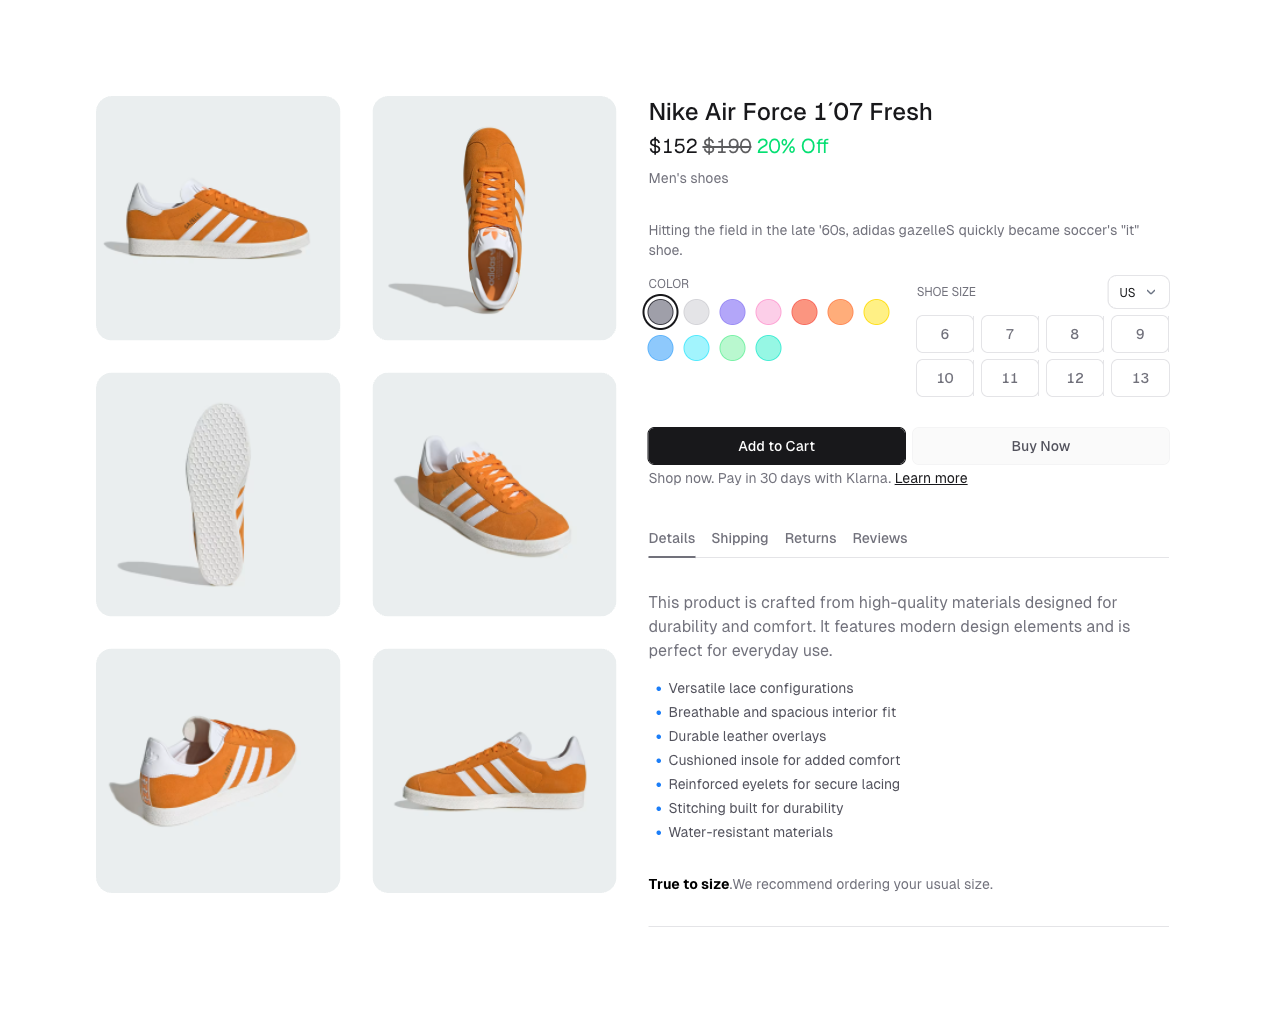 Nike Air Force 1´07 Fresh
$152 $190 20% Off
Men's shoes
Hitting the field in the late '60s, adidas gazelleS quickly became soccer's "it"
shoe.
COLOR
SHOE SIZE
US
6 7 8 9
10 11 12 13
Add to Cart
Buy Now
Shop now. Pay in 30 days with Klarna. Learn more
Details Shipping Returns Reviews
This product is crafted from high-quality materials designed for
durability and comfort. It features modern design elements and is
perfect for everyday use.
Versatile lace configurations
Breathable and spacious interior fit
Durable leather overlays
Cushioned insole for added comfort
Reinforced eyelets for secure lacing
Stitching built for durability
Water-resistant materials
True to size.We recommend ordering your usual size.
adidas